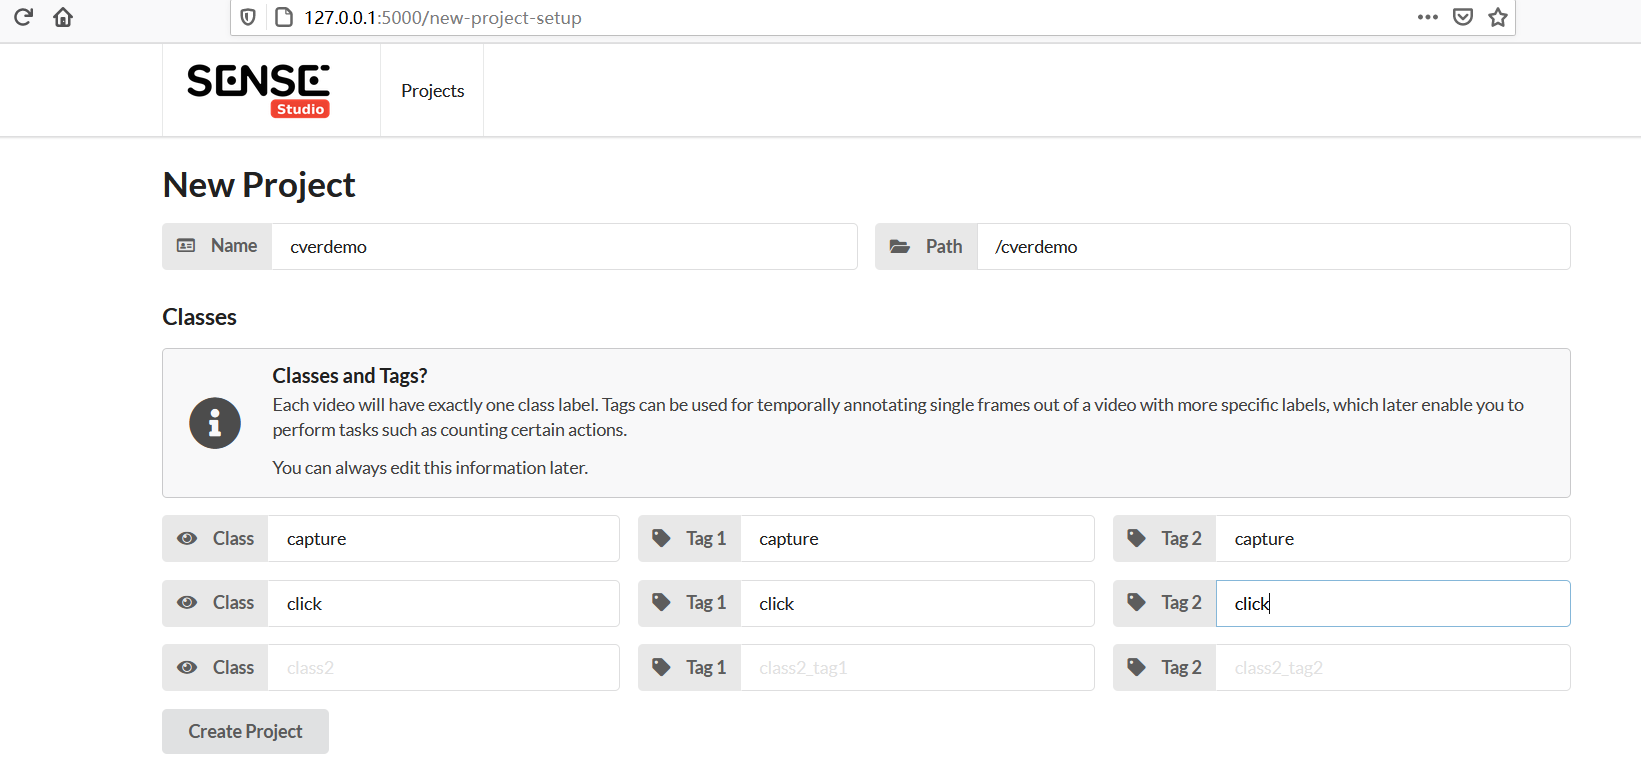 127.0.0.1:5000/new-project-setup
SENSE
Studio
Projects
New Project
Name cverdemo Path /cverdemo
Classes
Classes and Tags?
Each video will have exactly one class label. Tags can be used for temporally annotating single frames out of a video with more specific labels, which later enable you to
perform tasks such as counting certain actions.
You can always edit this information later.
Class capture Tag 1 capture Tag 2 capture
Class click Tag 1 click Tag 2 click
Class class2 Tag 1 class2_tag1 Tag 2 class2_tag2
Create Project